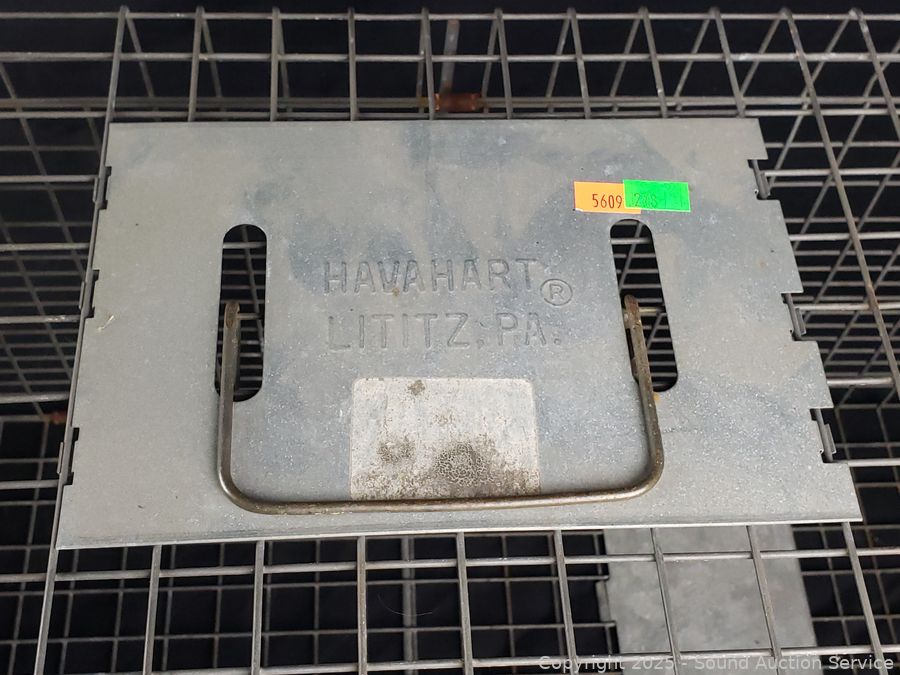 5609
HAVAHART®
LITITZ, PA.
Copyright 2025 - Sound Auction Service